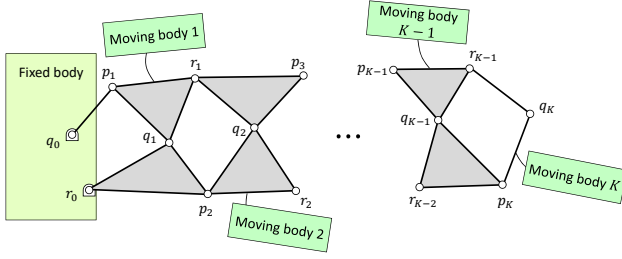 Fixed body
Moving body 1
Moving body
K − 1
p₁
r₁
p₃
p_{K−1}
r_{K−1}
q₀
q₁
q₂
...
q_{K−1}
q_K
r₀
p₂
r₂
r_{K−2}
p_K
Moving body K
Moving body 2